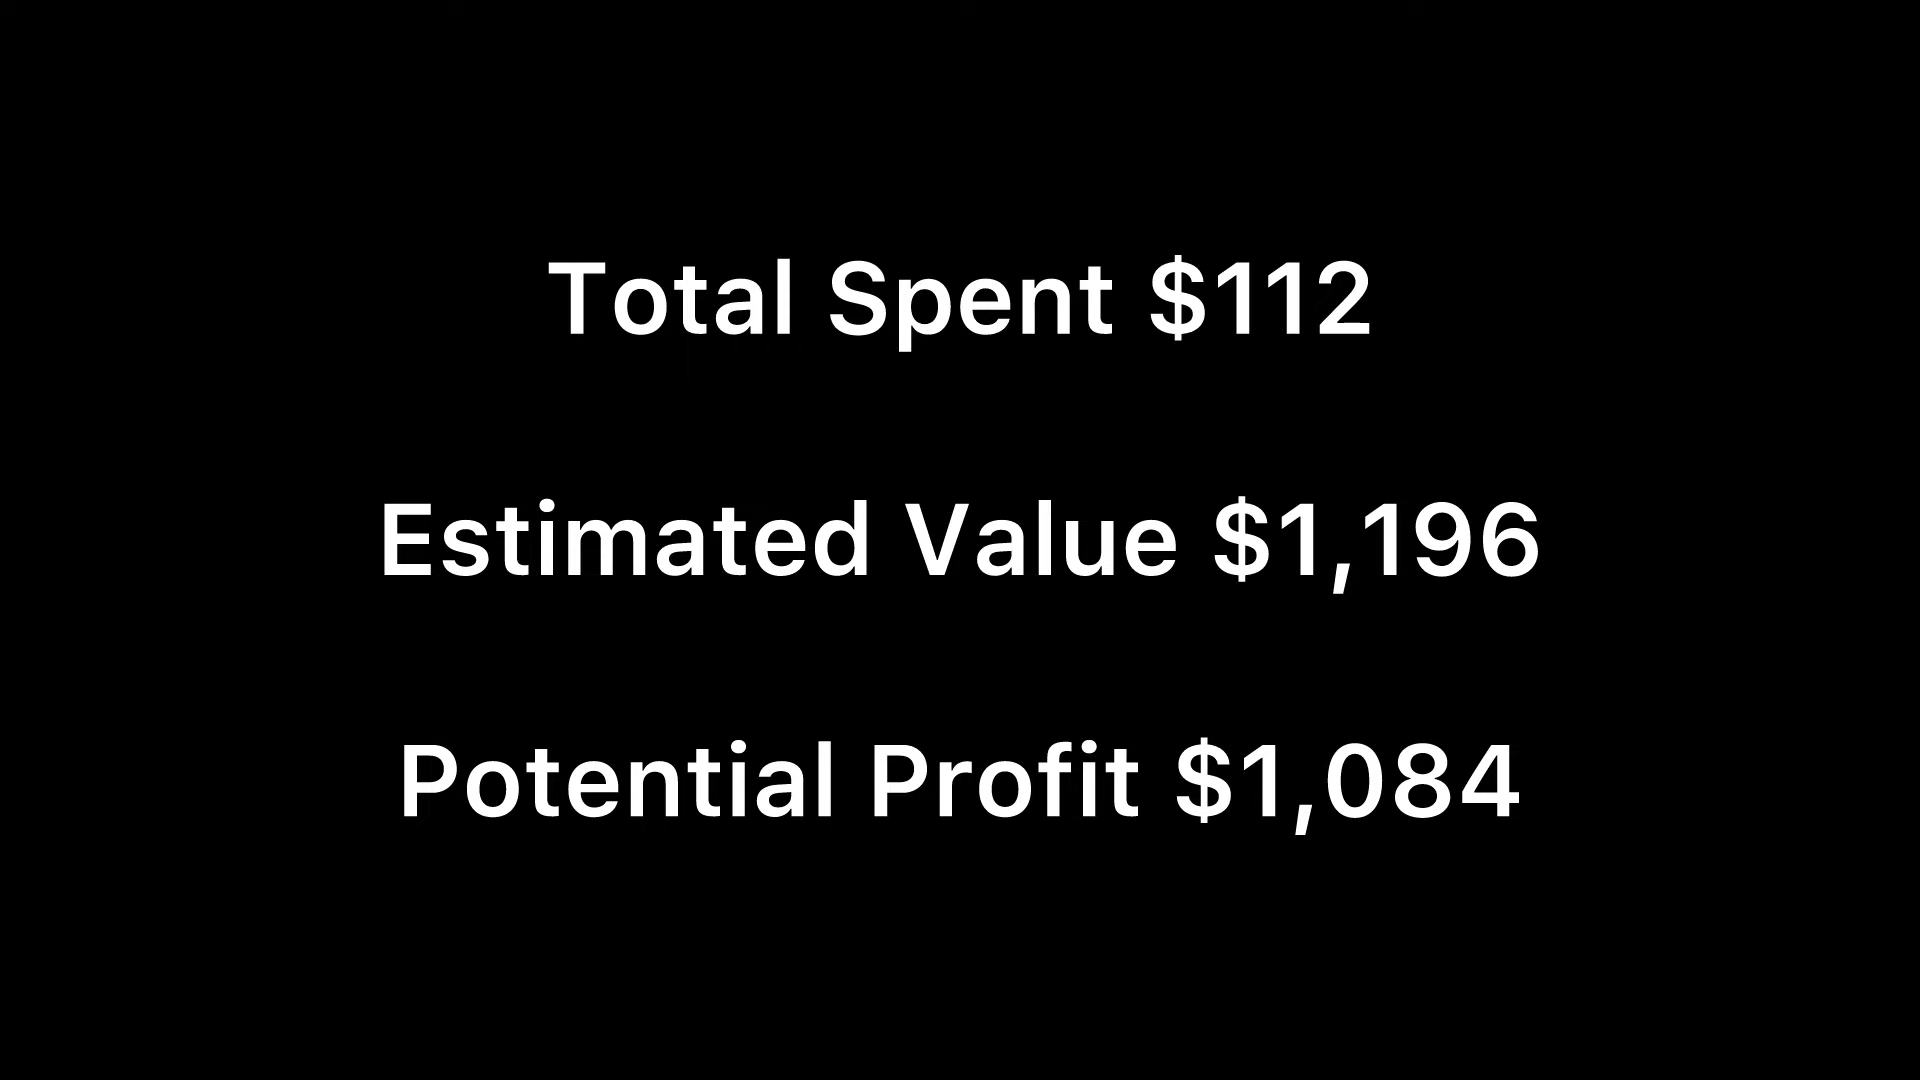 Total Spent $112
Estimated Value $1,196
Potential Profit $1,084